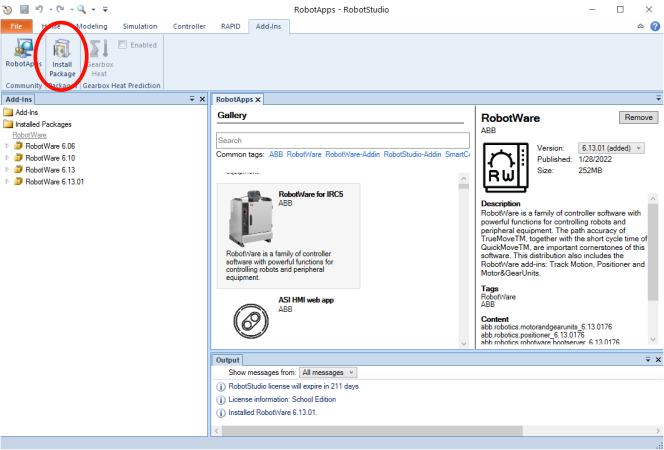 RobotApps - RobotStudio
File Home Modeling Simulation Controller RAPID Add-Ins
RobotApps Install Package Gearbox Heat Enabled
Community Packages Gearbox Heat Prediction
Add-Ins
Add-Ins
Installed Packages
RobotWare
RobotWare 6.06
RobotWare 6.10
RobotWare 6.13
RobotWare 6.13.01
RobotApps X
Gallery
Search
Common tags: ABB RobotWare RobotWare-Addin RobotStudio-Addin SmartC
RobotWare for IRC5
ABB
RobotWare is a family of controller
software with powerful functions for
controlling robots and peripheral
equipment.
ASI HMI web app
ABB
RobotWare
Remove
ABB
RW
Version: 6.13.01 (added)
Published: 1/28/2022
Size: 252MB
Description
RobotWare is a family of controller software with
powerful functions for controlling robots and
peripheral equipment. The path accuracy of
TrueMoveTM, together with the short cycle time of
QuickMoveTM, are important cornerstones of this
software. This distribution also includes the
RobotWare add-ins: Track Motion, Positioner and
Motor&GearUnits.
Tags
RobotWare
ABB
Content
abb.robotics.motorandgearunits_6.13.0176
abb.robotics.positioner_6.13.0176
abb.robotics.robotware.bootserver_6.13.0176
Output
Show messages from: All messages
RobotStudio license will expire in 211 days
License information: School Edition
Installed RobotWare 6.13.01.